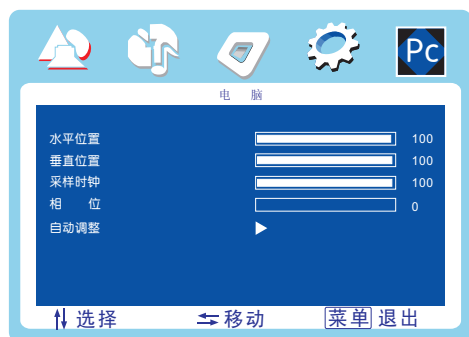 Pc
电 脑
水平位置 100
垂直位置 100
采样时钟 100
相 位 0
自动调整
选择 移动 菜单 退出